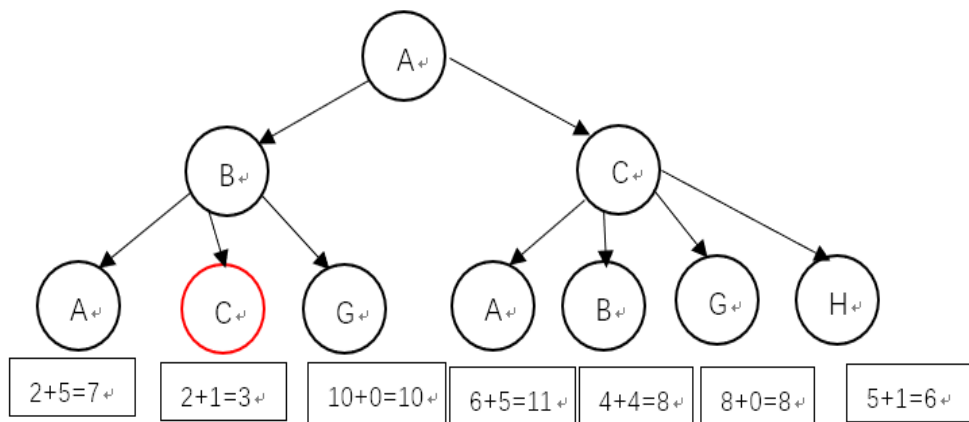 A
B
C
A
C
G
A
B
G
H
2+5=7
2+1=3
10+0=10
6+5=11
4+4=8
8+0=8
5+1=6